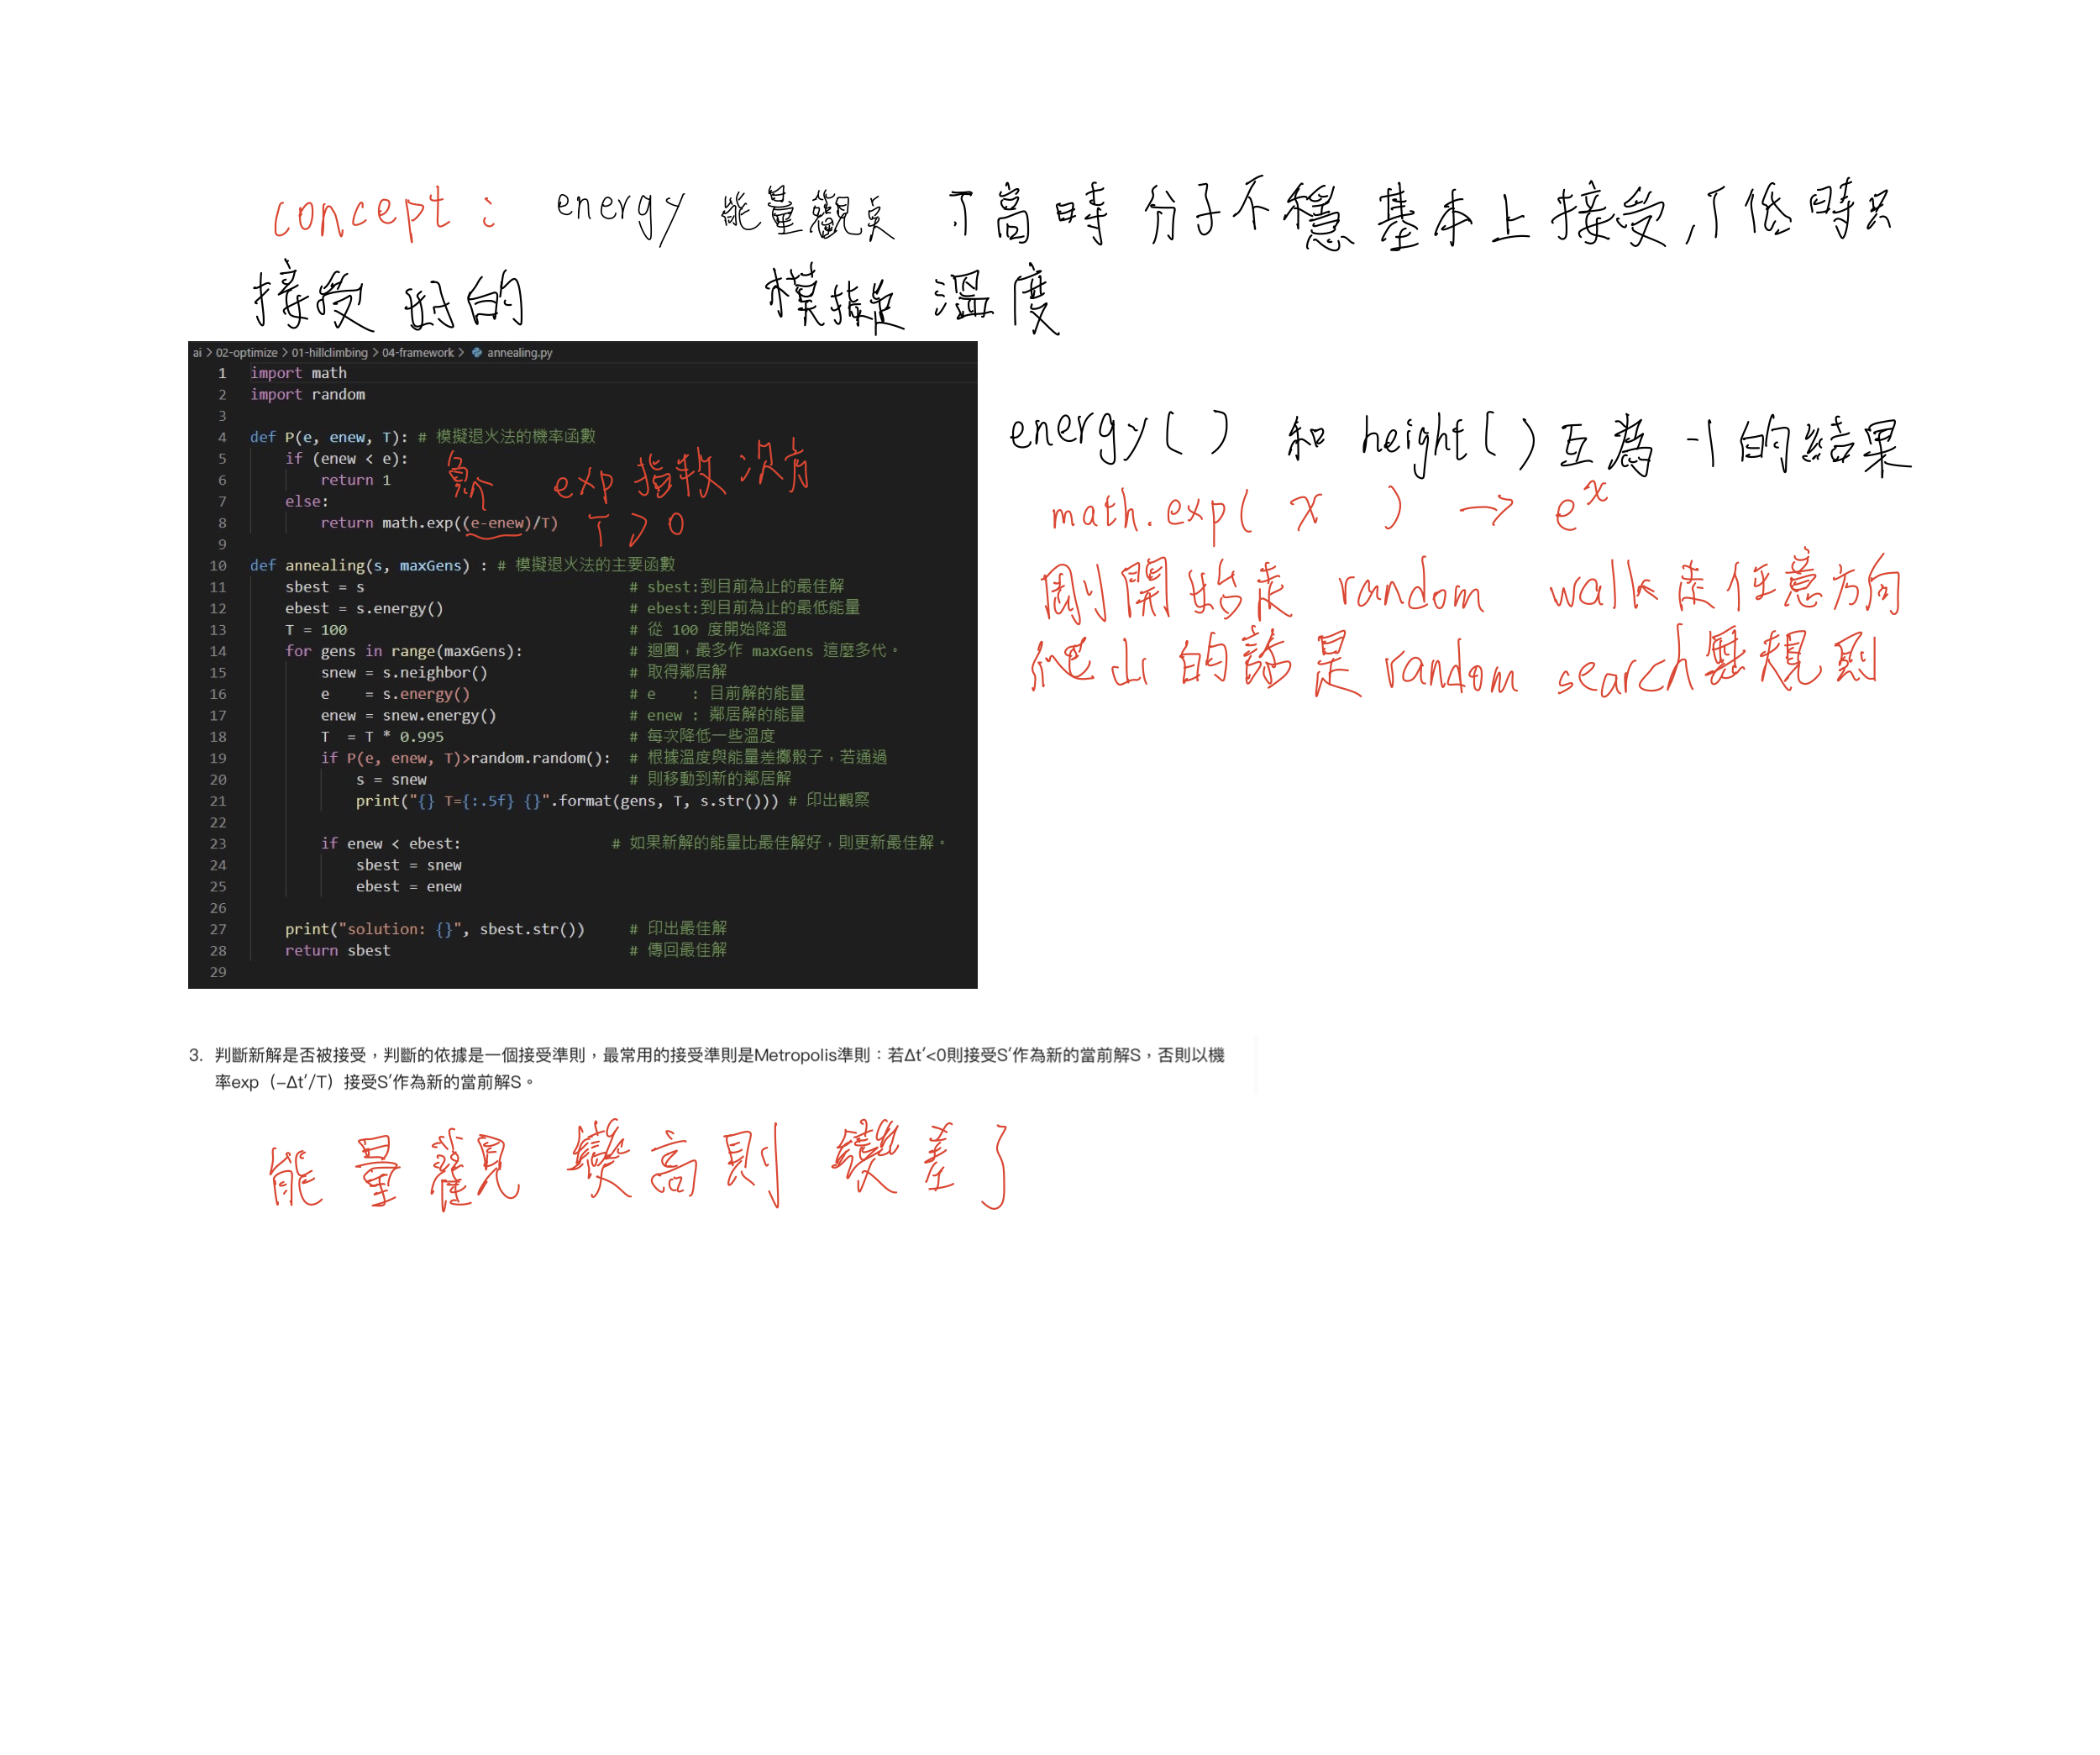 concept : energy 能量觀点 T高時 分子不穩 基本上接受, T低時只
接受好的 模擬溫度
ai > 02-optimize > 01-hillclimbing > 04-framework > annealing.py
1 import math
2 import random
3
4 def P(e, enew, T): # 模擬退火法的機率函數
5 if (enew < e):
6 return 1
7 else:
8 return math.exp((e-enew)/T)
9
exp 指數 次方
T > 0
10 def annealing(s, maxGens) : # 模擬退火法的主要函數
11 sbest = s # sbest:到目前為止的最佳解
12 ebest = s.energy() # ebest:到目前為止的最低能量
13 T = 100 # 從 100 度開始降溫
14 for gens in range(maxGens): # 迴圈，最多作 maxGens 這麼多代。
15 snew = s.neighbor() # 取得鄰居解
16 e = s.energy() # e : 目前解的能量
17 enew = snew.energy() # enew : 鄰居解的能量
18 T = T * 0.995 # 每次降低一些溫度
19 if P(e, enew, T)>random.random(): # 根據溫度與能量差擲骰子，若通過
20 s = snew # 則移動到新的鄰居解
21 print("{} T={:.5f} {}".format(gens, T, s.str())) # 印出觀察
22
23 if enew < ebest: # 如果新解的能量比最佳解好，則更新最佳解。
24 sbest = snew
25 ebest = enew
26
27 print("solution: {}", sbest.str()) # 印出最佳解
28 return sbest # 傳回最佳解
29
energy( ) 和 height( ) 互為 -1 的結果
math.exp( x ) → e^x
剛開始走 random walk 走任意方向
爬山的話是 random search 無規則
3. 判斷新解是否被接受，判斷的依據是一個接受準則，最常用的接受準則是Metropolis準則：若Δt′<0則接受S′作為新的當前解S，否則以機
率exp（−Δt′/T）接受S′作為新的當前解S。
能量觀 變高則 變差了